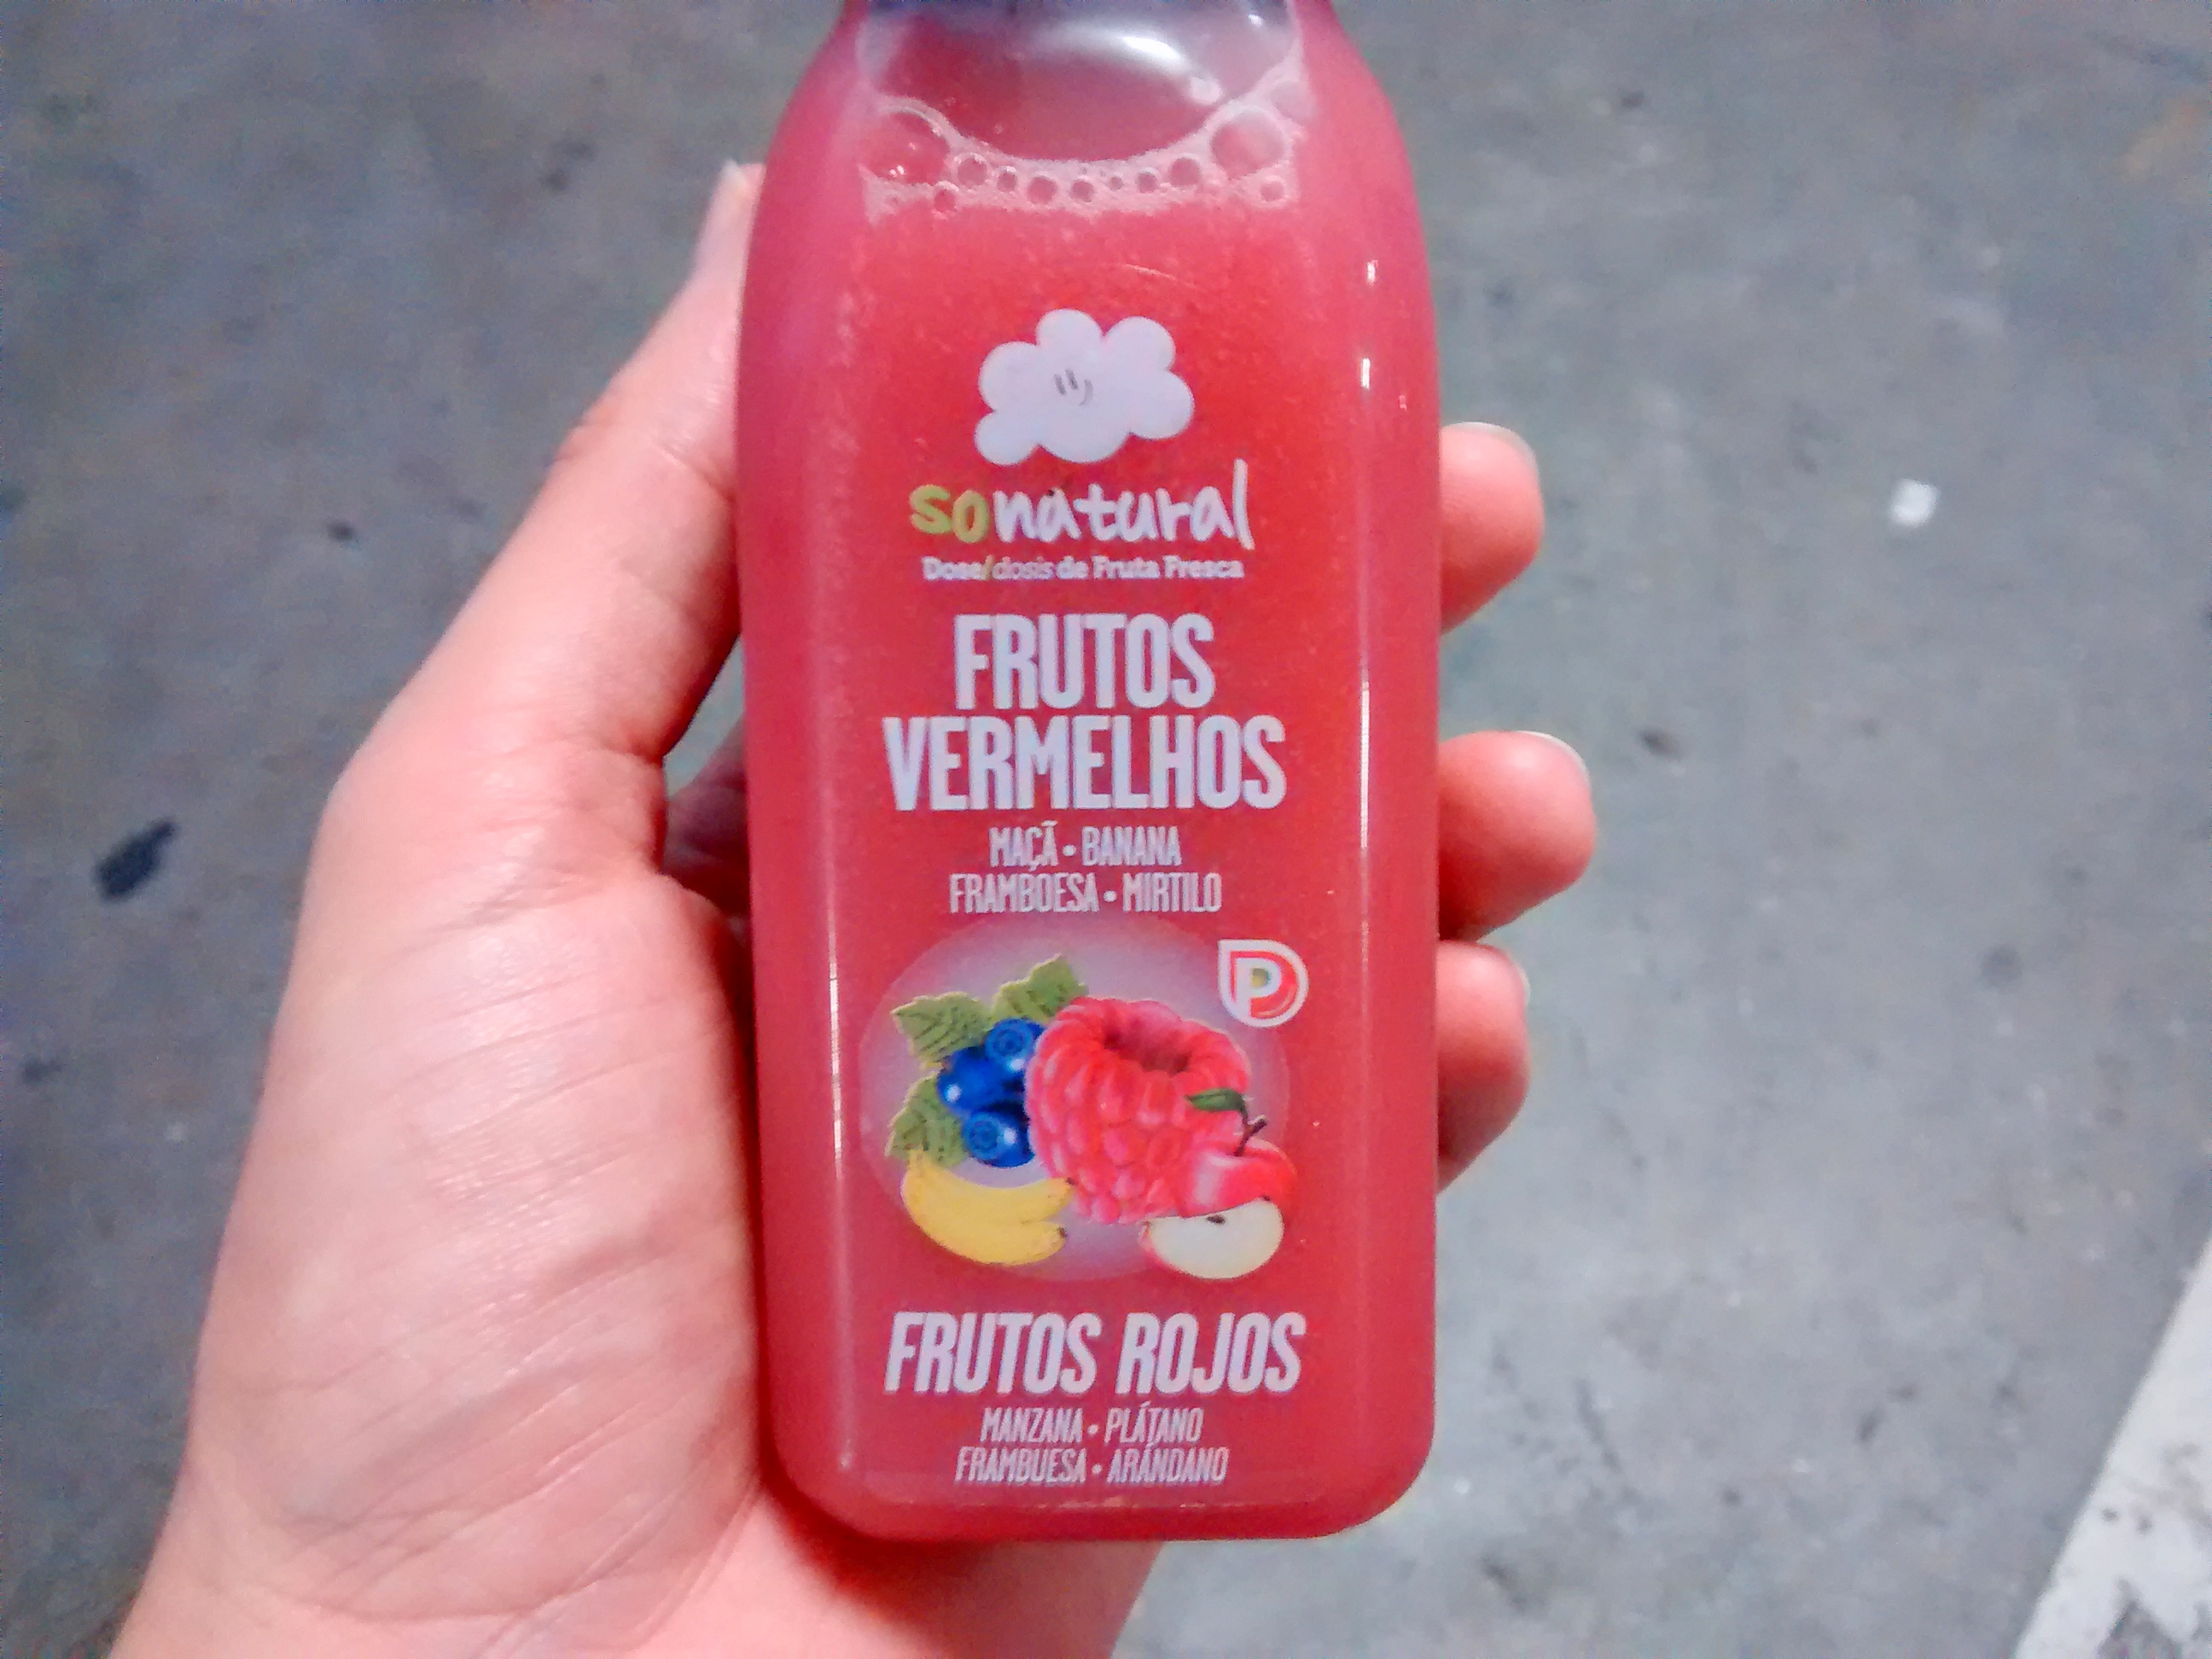 sonatural
Dose/dosis de Fruta Fresca
FRUTOS
VERMELHOS
MAÇÃ • BANANA
FRAMBOESA • MIRTILO
P
FRUTOS ROJOS
MANZANA • PLÁTANO
FRAMBUESA • ARÁNDANO